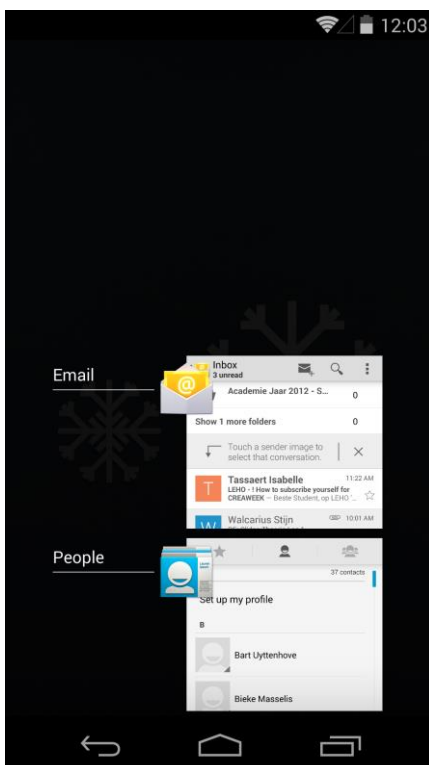 12:03
Email
@
Inbox
3 unread
Academie Jaar 2012 - S...
0
Show 1 more folders
0
Touch a sender image to
select that conversation.
T
Tassaert Isabelle
11:22 AM
LEHO - ! How to subscribe yourself for
CREAWEEK – Beste Student, op LEHO '...
W
Walcarius Stijn
10:01 AM
People
37 contacts
Set up my profile
B
Bart Uyttenhove
Bieke Masselis